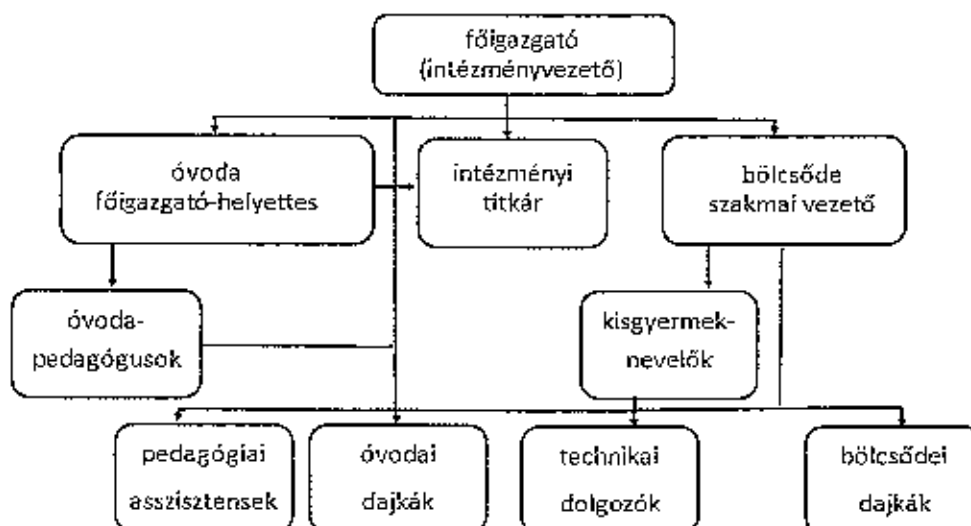 főigazgató
(intézményvezető)
óvoda
főigazgató-helyettes
intézményi
titkár
bölcsőde
szakmai vezető
óvoda-
pedagógusok
kisgyermek-
nevelők
pedagógiai
asszisztensek
óvodai
dajkák
technikai
dolgozók
bölcsődei
dajkák